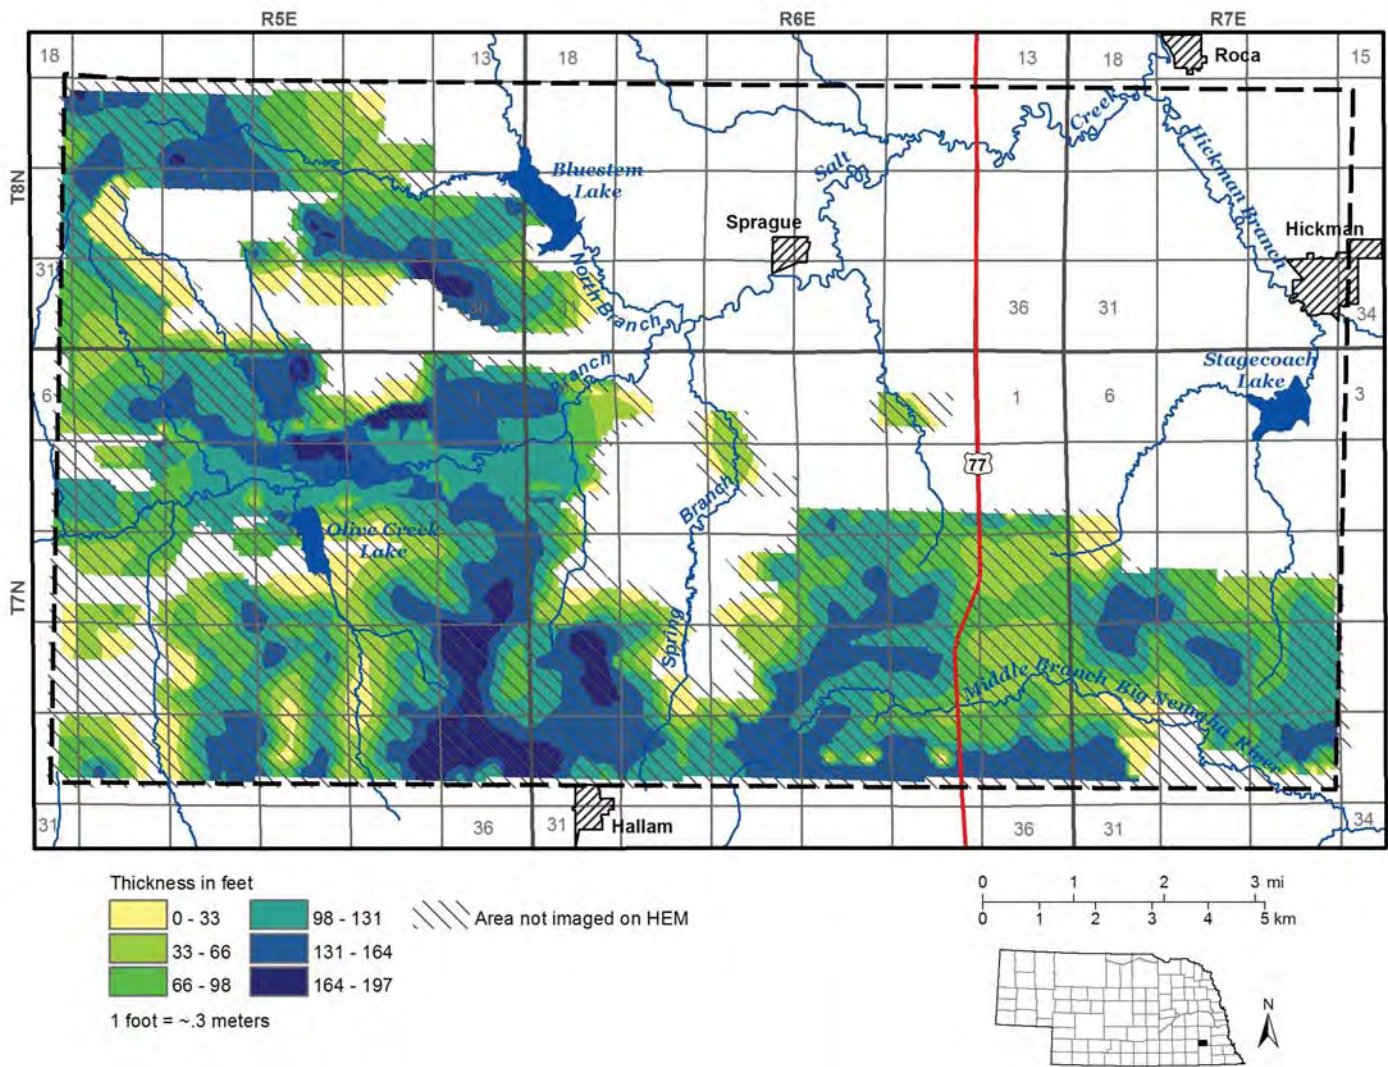 R5E
R6E
R7E
18
13
18
13
18
15
Roca
Creek
Hickman Branch
Bluestem
Lake
Salt
T8N
Sprague
Hickman
31
North Branch
36
31
36
31
34
Stagecoach
Lake
Branch
6
1
1
6
3
77
Branch
Olive Creek
Lake
T7N
Spring
Middle Branch Big Nemaha River
31
36
31
Hallam
36
31
34
Thickness in feet
0 - 33
98 - 131
Area not imaged on HEM
33 - 66
131 - 164
66 - 98
164 - 197
1 foot = ~.3 meters
0 1 2 3 mi
0 1 2 3 4 5 km
N